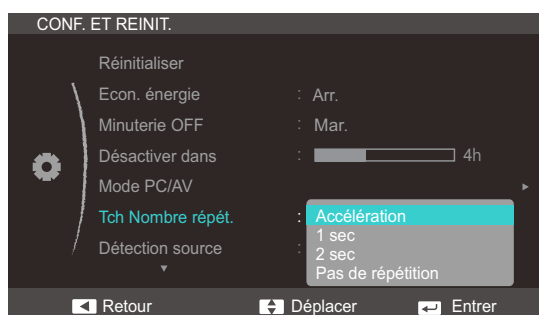 CONF. ET REINIT.
Réinitialiser
Econ. énergie : Arr.
Minuterie OFF : Mar.
Désactiver dans : 4h
Mode PC/AV
Tch Nombre répét. : Accélération
1 sec
2 sec
Pas de répétition
Détection source :
Retour Déplacer Entrer